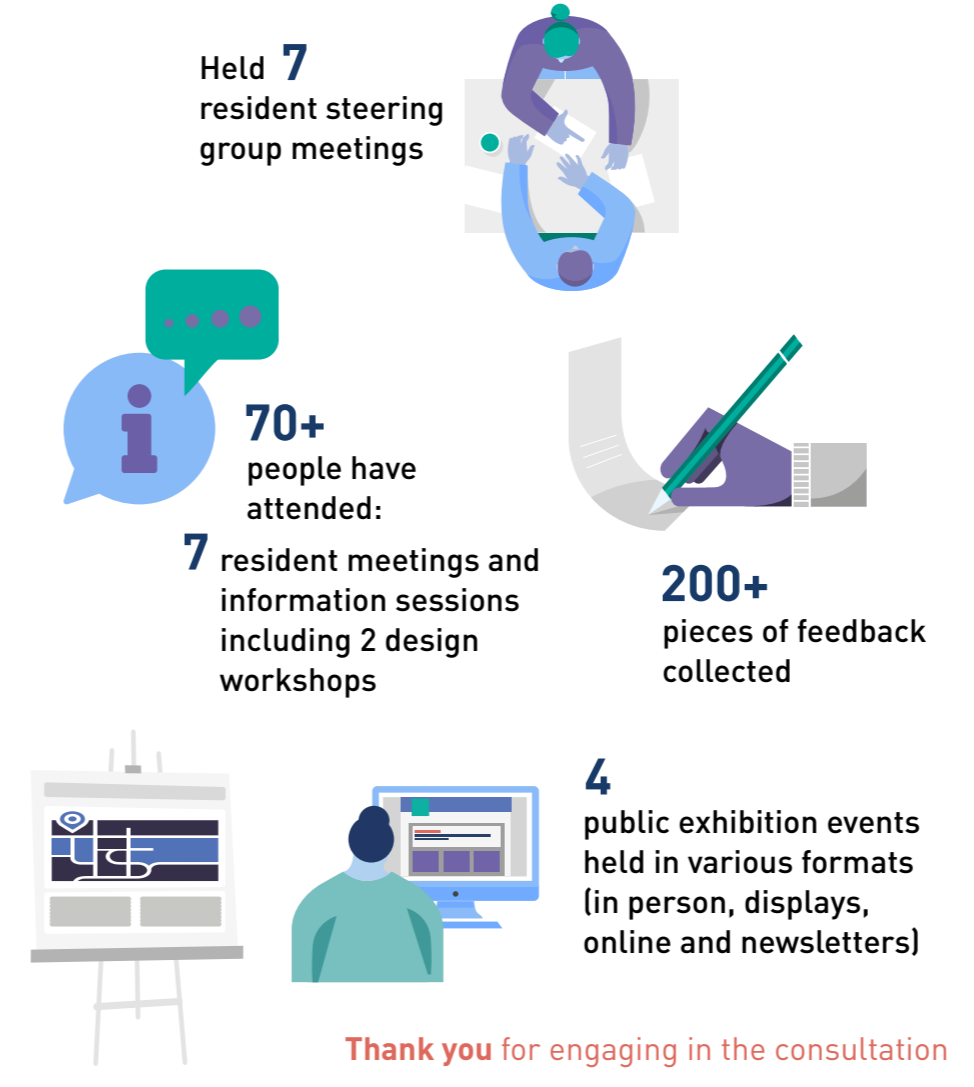 Held 7
resident steering
group meetings
70+
people have
attended:
7 resident meetings and
information sessions
including 2 design
workshops
200+
pieces of feedback
collected
4
public exhibition events
held in various formats
(in person, displays,
online and newsletters)
Thank you for engaging in the consultation